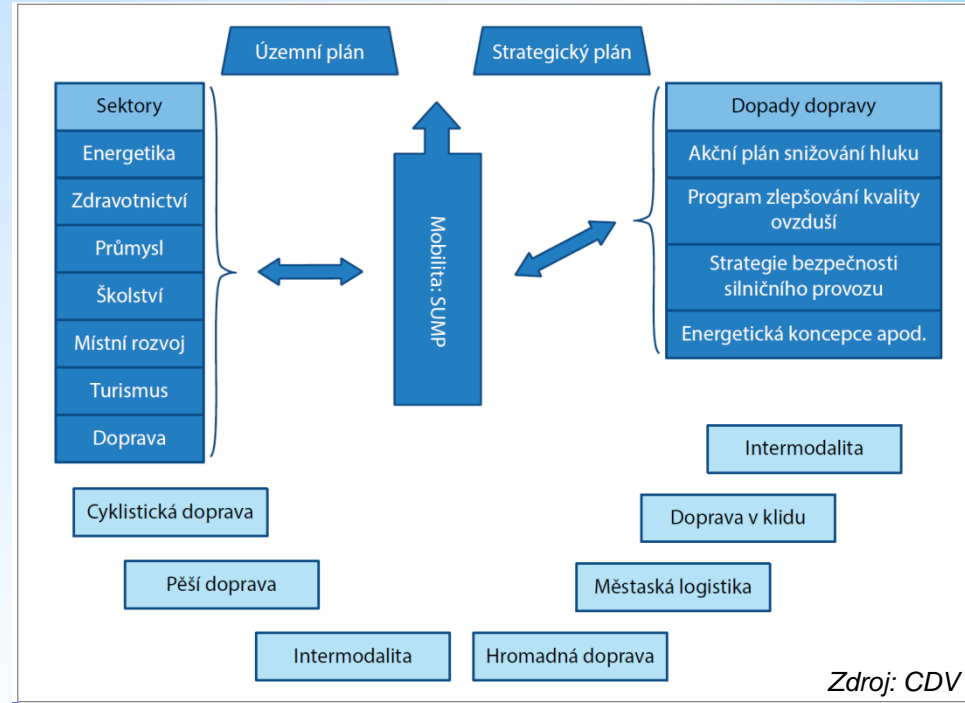 Územní plán
Strategický plán
Sektory
Energetika
Zdravotnictví
Průmysl
Školství
Místní rozvoj
Turismus
Doprava
Mobilita: SUMP
Dopady dopravy
Akční plán snižování hluku
Program zlepšování kvality
ovzduší
Strategie bezpečnosti
silničního provozu
Energetická koncepce apod.
Cyklistická doprava
Pěší doprava
Intermodalita
Hromadná doprava
Městaská logistika
Doprava v klidu
Intermodalita
Zdroj: CDV